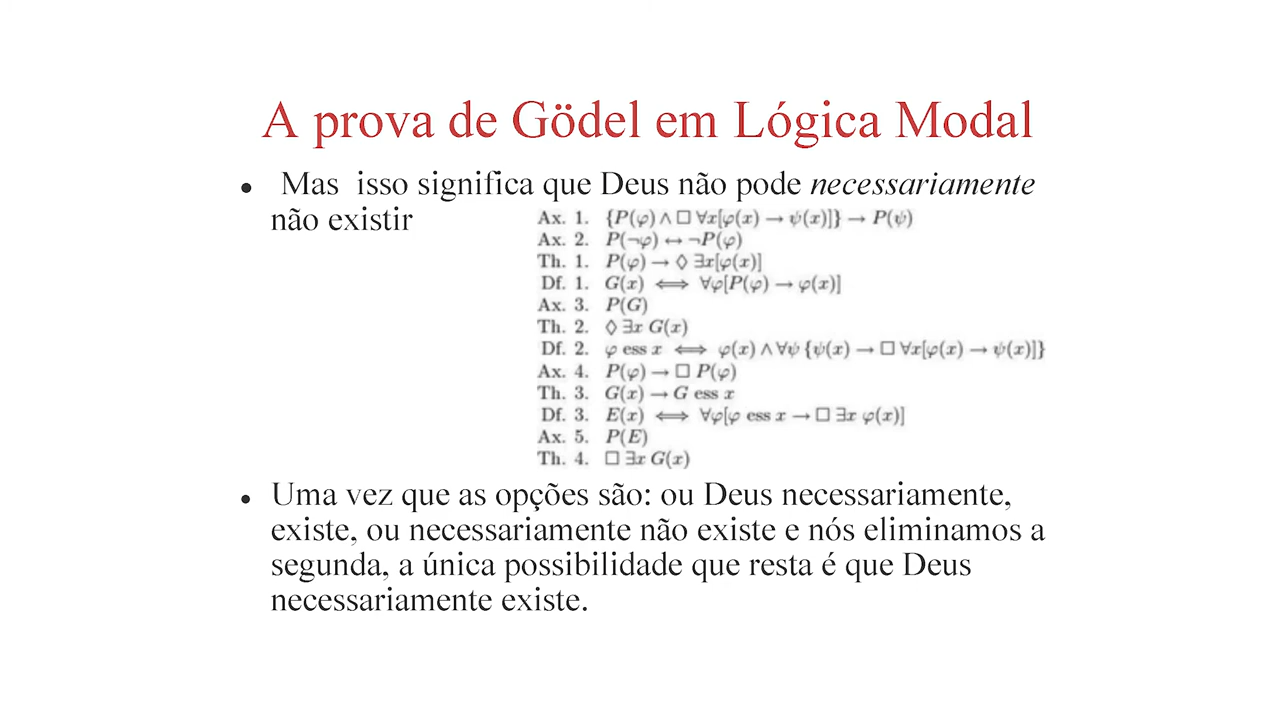 A prova de Gödel em Lógica Modal
• Mas isso significa que Deus não pode necessariamente
não existir
Ax. 1. {P(φ) ∧ □ ∀x[φ(x) → ψ(x)]} → P(ψ)
Ax. 2. P(¬φ) ↔ ¬P(φ)
Th. 1. P(φ) → ◊ ∃x[φ(x)]
Df. 1. G(x) ⟺ ∀φ[P(φ) → φ(x)]
Ax. 3. P(G)
Th. 2. ◊ ∃x G(x)
Df. 2. φ ess x ⟺ φ(x) ∧ ∀ψ {ψ(x) → □ ∀x[φ(x) → ψ(x)]}
Ax. 4. P(φ) → □ P(φ)
Th. 3. G(x) → G ess x
Df. 3. E(x) ⟺ ∀φ[φ ess x → □ ∃x φ(x)]
Ax. 5. P(E)
Th. 4. □ ∃x G(x)
• Uma vez que as opções são: ou Deus necessariamente,
existe, ou necessariamente não existe e nós eliminamos a
segunda, a única possibilidade que resta é que Deus
necessariamente existe.